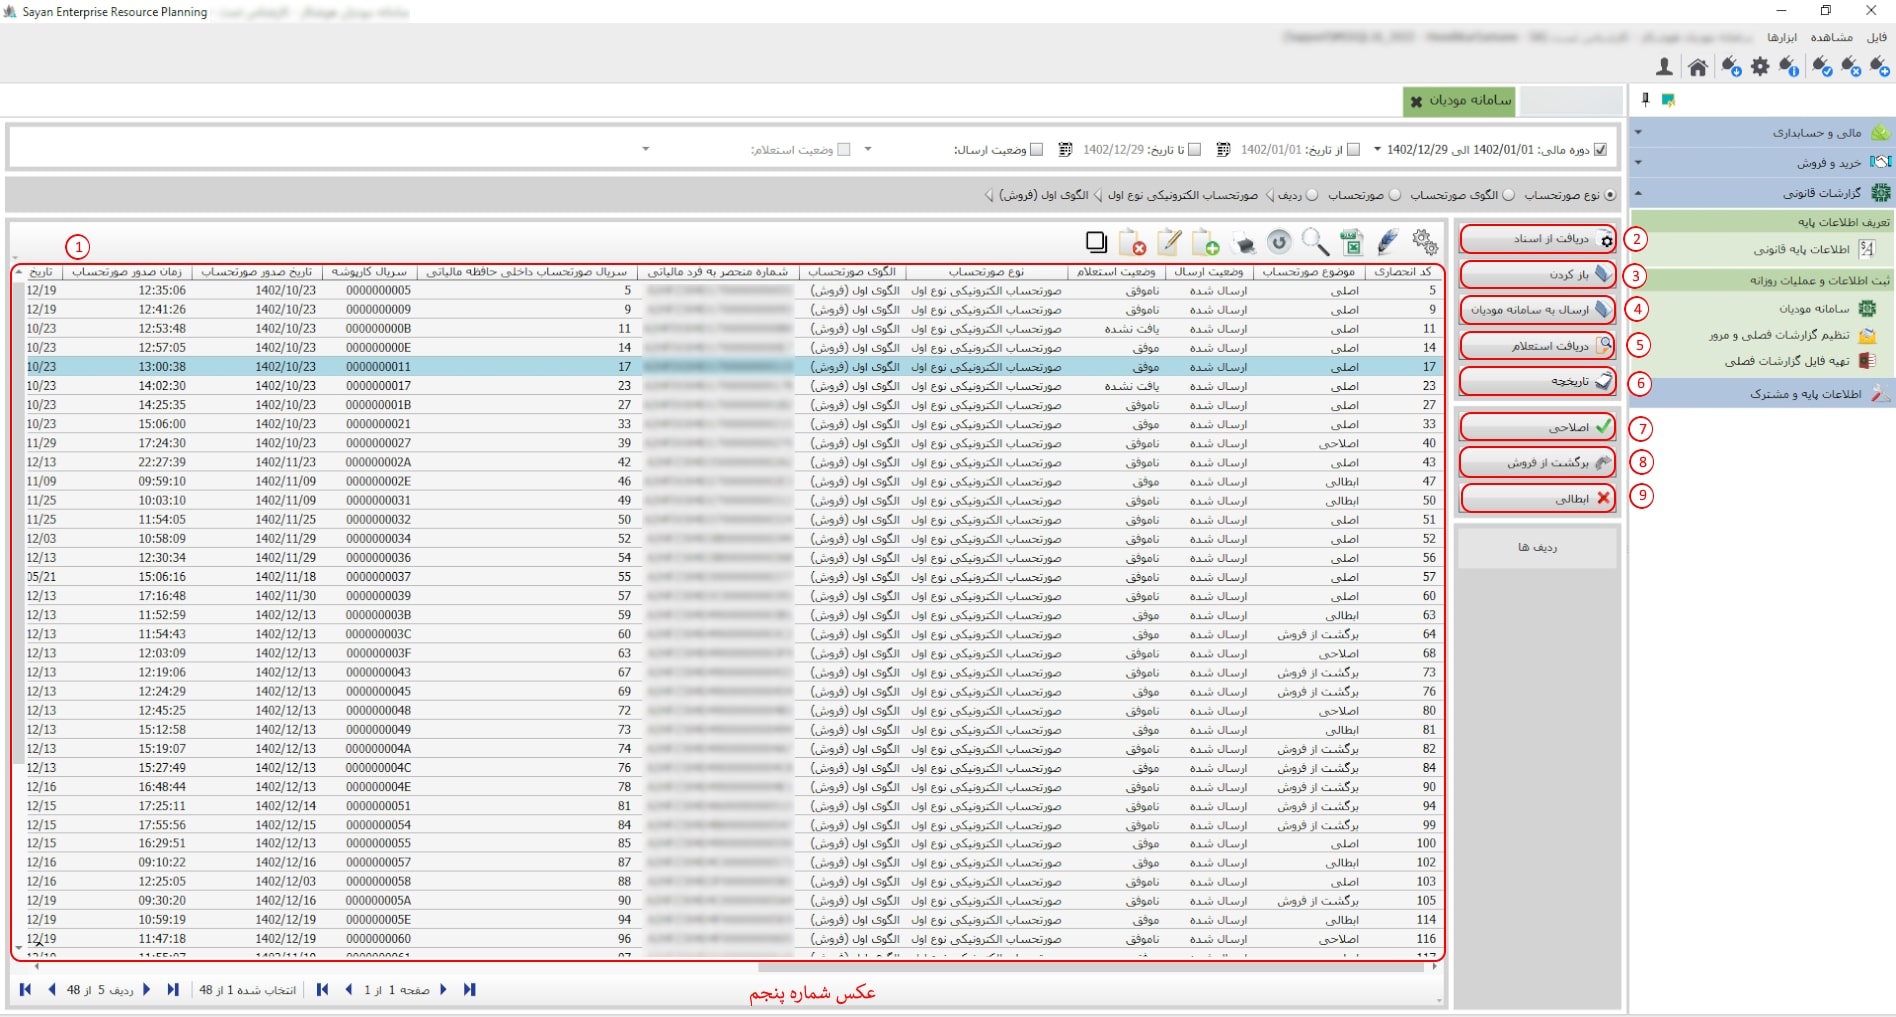 Sayan Enterprise Resource Planning
فایل مشاهده ابزارها
سامانه مودیان
دوره مالی: 1402/01/01 الی 1402/12/29 از تاریخ: 1402/01/01 تا تاریخ: 1402/12/29 وضعیت ارسال: وضعیت استعلام:
نوع صورتحساب الگوی صورتحساب صورتحساب ردیف صورتحساب الکترونیکی نوع اول الگوی اول (فروش)
مالی و حسابداری
خرید و فروش
گزارشات قانونی
تعریف اطلاعات پایه
اطلاعات پایه قانونی
ثبت اطلاعات و عملیات روزانه
سامانه مودیان
تنظیم گزارشات فصلی و مرور
تهیه فایل گزارشات فصلی
اطلاعات پایه و مشترک
دریافت از اسناد 2
باز کردن 3
ارسال به سامانه مودیان 4
دریافت استعلام 5
تاریخچه 6
اصلاحی 7
برگشت از فروش 8
ابطالی 9
ردیف ها
1
کد انحصاری موضوع صورتحساب وضعیت ارسال وضعیت استعلام نوع صورتحساب الگوی صورتحساب شماره منحصر به فرد مالیاتی سریال صورتحساب داخلی حافظه مالیاتی سریال کارپوشه تاریخ صدور صورتحساب زمان صدور صورتحساب تاریخ
5 اصلی ارسال شده ناموفق صورتحساب الکترونیکی نوع اول الگوی اول (فروش) 5 0000000005 1402/10/23 12:35:06 12/19
9 اصلی ارسال شده ناموفق صورتحساب الکترونیکی نوع اول الگوی اول (فروش) 9 0000000009 1402/10/23 12:41:26 12/19
11 اصلی ارسال شده یافت نشده صورتحساب الکترونیکی نوع اول الگوی اول (فروش) 11 000000000B 1402/10/23 12:53:48 10/23
14 اصلی ارسال شده موفق صورتحساب الکترونیکی نوع اول الگوی اول (فروش) 14 000000000E 1402/10/23 12:57:05 10/23
17 اصلی ارسال شده موفق صورتحساب الکترونیکی نوع اول الگوی اول (فروش) 17 0000000011 1402/10/23 13:00:38 10/23
23 اصلی ارسال شده یافت نشده صورتحساب الکترونیکی نوع اول الگوی اول (فروش) 23 0000000017 1402/10/23 14:02:30 10/23
27 اصلی ارسال شده ناموفق صورتحساب الکترونیکی نوع اول الگوی اول (فروش) 27 000000001B 1402/10/23 14:25:35 10/23
33 اصلی ارسال شده موفق صورتحساب الکترونیکی نوع اول الگوی اول (فروش) 33 0000000021 1402/10/23 15:06:00 10/23
40 اصلاحی ارسال شده ناموفق صورتحساب الکترونیکی نوع اول الگوی اول (فروش) 39 0000000027 1402/10/23 17:24:30 11/29
43 اصلی ارسال شده ناموفق صورتحساب الکترونیکی نوع اول الگوی اول (فروش) 42 000000002A 1402/11/23 22:27:39 12/13
47 ابطالی ارسال شده موفق صورتحساب الکترونیکی نوع اول الگوی اول (فروش) 46 000000002E 1402/11/09 09:59:10 11/09
50 ابطالی ارسال شده ناموفق صورتحساب الکترونیکی نوع اول الگوی اول (فروش) 49 0000000031 1402/11/09 10:03:10 11/25
51 اصلی ارسال شده ناموفق صورتحساب الکترونیکی نوع اول الگوی اول (فروش) 50 0000000032 1402/11/25 11:54:05 11/25
52 اصلی ارسال شده ناموفق صورتحساب الکترونیکی نوع اول الگوی اول (فروش) 52 0000000034 1402/11/29 10:58:09 12/03
56 اصلی ارسال شده ناموفق صورتحساب الکترونیکی نوع اول الگوی اول (فروش) 54 0000000036 1402/11/29 12:30:34 12/13
57 اصلی ارسال شده ناموفق صورتحساب الکترونیکی نوع اول الگوی اول (فروش) 55 0000000037 1402/11/18 15:06:16 05/21
60 اصلی ارسال شده ناموفق صورتحساب الکترونیکی نوع اول الگوی اول (فروش) 57 0000000039 1402/11/30 17:16:48 12/13
63 ابطالی ارسال شده موفق صورتحساب الکترونیکی نوع اول الگوی اول (فروش) 59 000000003B 1402/12/13 11:52:59 12/13
64 برگشت از فروش ارسال شده موفق صورتحساب الکترونیکی نوع اول الگوی اول (فروش) 60 000000003C 1402/12/13 11:54:43 12/13
68 اصلاحی ارسال شده ناموفق صورتحساب الکترونیکی نوع اول الگوی اول (فروش) 63 000000003F 1402/12/13 12:03:09 12/13
73 برگشت از فروش ارسال شده ناموفق صورتحساب الکترونیکی نوع اول الگوی اول (فروش) 67 0000000043 1402/12/13 12:19:06 12/13
76 برگشت از فروش ارسال شده موفق صورتحساب الکترونیکی نوع اول الگوی اول (فروش) 69 0000000045 1402/12/13 12:24:29 12/13
80 اصلاحی ارسال شده موفق صورتحساب الکترونیکی نوع اول الگوی اول (فروش) 72 0000000048 1402/12/13 12:45:25 12/13
81 ابطالی ارسال شده موفق صورتحساب الکترونیکی نوع اول الگوی اول (فروش) 73 0000000049 1402/12/13 15:12:58 12/13
82 برگشت از فروش ارسال شده ناموفق صورتحساب الکترونیکی نوع اول الگوی اول (فروش) 74 000000004A 1402/12/13 15:19:07 12/13
84 برگشت از فروش ارسال شده موفق صورتحساب الکترونیکی نوع اول الگوی اول (فروش) 76 000000004C 1402/12/13 15:27:49 12/13
90 برگشت از فروش ارسال شده موفق صورتحساب الکترونیکی نوع اول الگوی اول (فروش) 78 000000004E 1402/12/13 16:48:44 12/16
94 برگشت از فروش ارسال شده ناموفق صورتحساب الکترونیکی نوع اول الگوی اول (فروش) 81 0000000051 1402/12/14 17:25:11 12/15
99 برگشت از فروش ارسال شده ناموفق صورتحساب الکترونیکی نوع اول الگوی اول (فروش) 84 0000000054 1402/12/15 17:55:56 12/15
100 اصلی ارسال شده ناموفق صورتحساب الکترونیکی نوع اول الگوی اول (فروش) 85 0000000055 1402/12/13 16:29:51 12/15
102 ابطالی ارسال شده ناموفق صورتحساب الکترونیکی نوع اول الگوی اول (فروش) 87 0000000057 1402/12/16 09:10:22 12/16
103 اصلی ارسال شده ناموفق صورتحساب الکترونیکی نوع اول الگوی اول (فروش) 88 0000000058 1402/12/03 12:25:05 12/16
105 برگشت از فروش ارسال شده ناموفق صورتحساب الکترونیکی نوع اول الگوی اول (فروش) 90 000000005A 1402/12/16 09:30:20 12/19
114 ابطالی ارسال شده موفق صورتحساب الکترونیکی نوع اول الگوی اول (فروش) 94 000000005E 1402/12/19 10:59:19 12/19
116 اصلاحی ارسال شده ناموفق صورتحساب الکترونیکی نوع اول الگوی اول (فروش) 96 0000000060 1402/12/19 11:47:18 12/19
صفحه 1 از 1 انتخاب شده 1 از 48 ردیف 5 از 48
عکس شماره پنجم